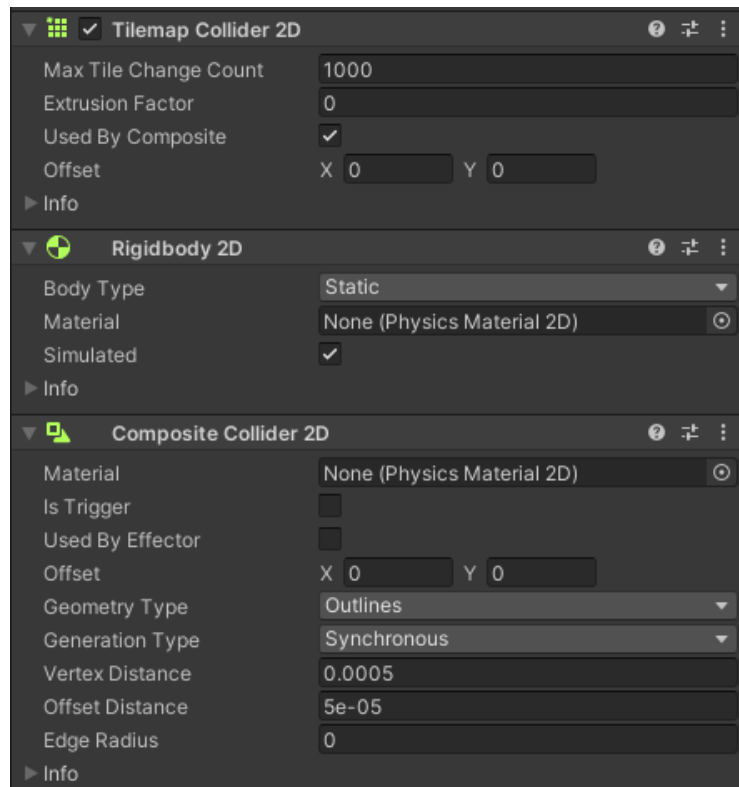 Tilemap Collider 2D
Max Tile Change Count 1000
Extrusion Factor 0
Used By Composite
Offset X 0 Y 0
Info
Rigidbody 2D
Body Type Static
Material None (Physics Material 2D)
Simulated
Info
Composite Collider 2D
Material None (Physics Material 2D)
Is Trigger
Used By Effector
Offset X 0 Y 0
Geometry Type Outlines
Generation Type Synchronous
Vertex Distance 0.0005
Offset Distance 5e-05
Edge Radius 0
Info